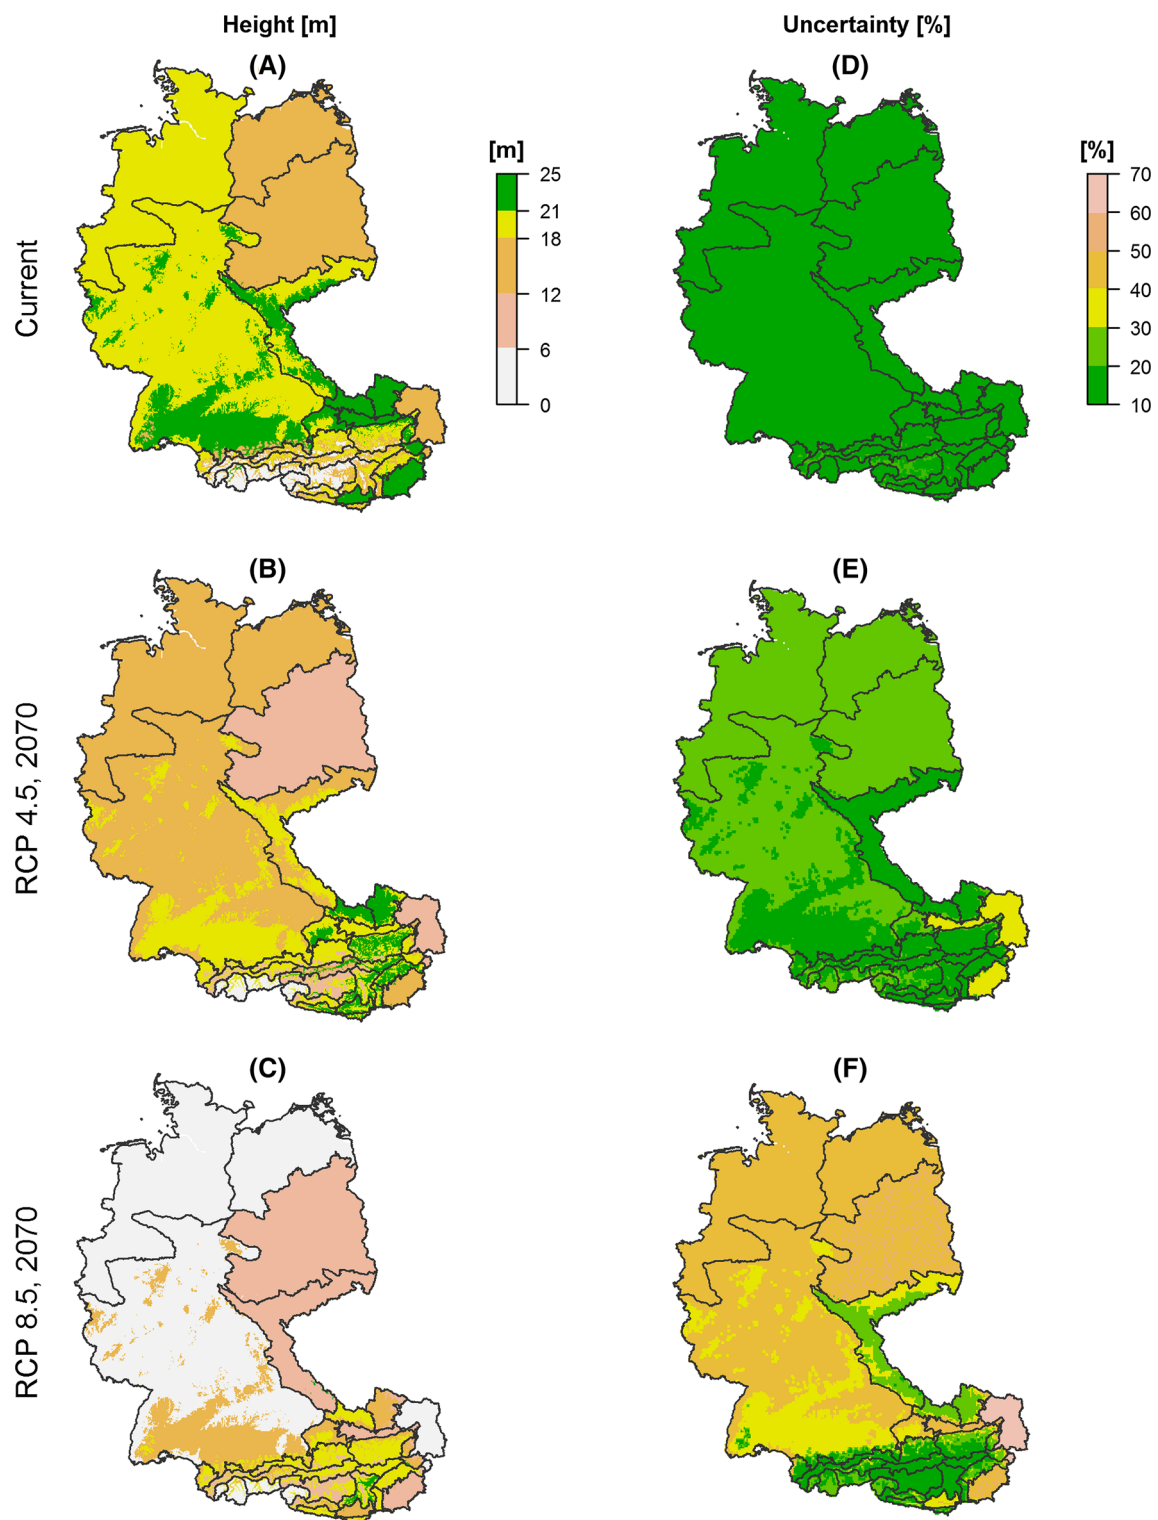 Height [m]
Uncertainty [%]
(A)
(D)
[m]
[%]
25
21
18
12
6
0
70
60
50
40
30
20
10
Current
(B)
(E)
RCP 4.5, 2070
(C)
(F)
RCP 8.5, 2070